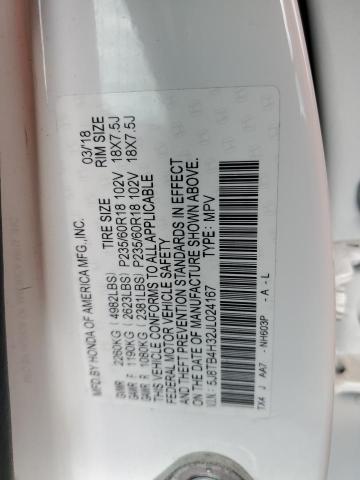 MFD.BY HONDA OF AMERICA MFG.,INC. 03/18
TIRE SIZE RIM SIZE
GVWR 2260KG ( 4982LBS)
GAWR F 1190KG ( 2623LBS) P235/60R18 102V 18X7.5J
GAWR R 1080KG ( 2381LBS) P235/60R18 102V 18X7.5J
THIS VEHICLE CONFORMS TO ALL APPLICABLE
FEDERAL MOTOR VEHICLE SAFETY
AND THEFT PREVENTION STANDARDS IN EFFECT
ON THE DATE OF MANUFACTURE SHOWN ABOVE.
V.I.N.: 5J8TB4H32JL024167 TYPE: MPV
TX4 J AA7 -NH603P - A - L